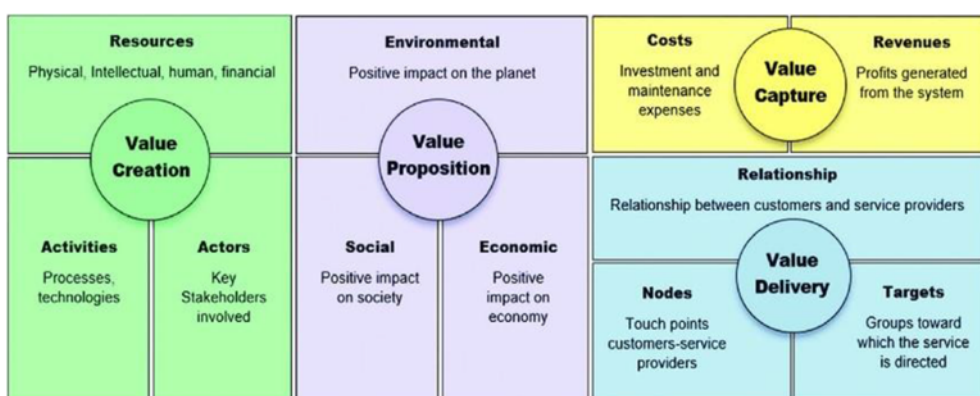 Resources
Physical, Intellectual, human, financial
Value
Creation
Activities
Processes,
technologies
Actors
Key
Stakeholders
involved
Environmental
Positive impact on the planet
Value
Proposition
Social
Positive impact
on society
Economic
Positive
impact on
economy
Costs
Investment and
maintenance
expenses
Value
Capture
Revenues
Profits generated
from the system
Relationship
Relationship between customers and service providers
Value
Delivery
Nodes
Touch points
customers-service
providers
Targets
Groups toward
which the service
is directed